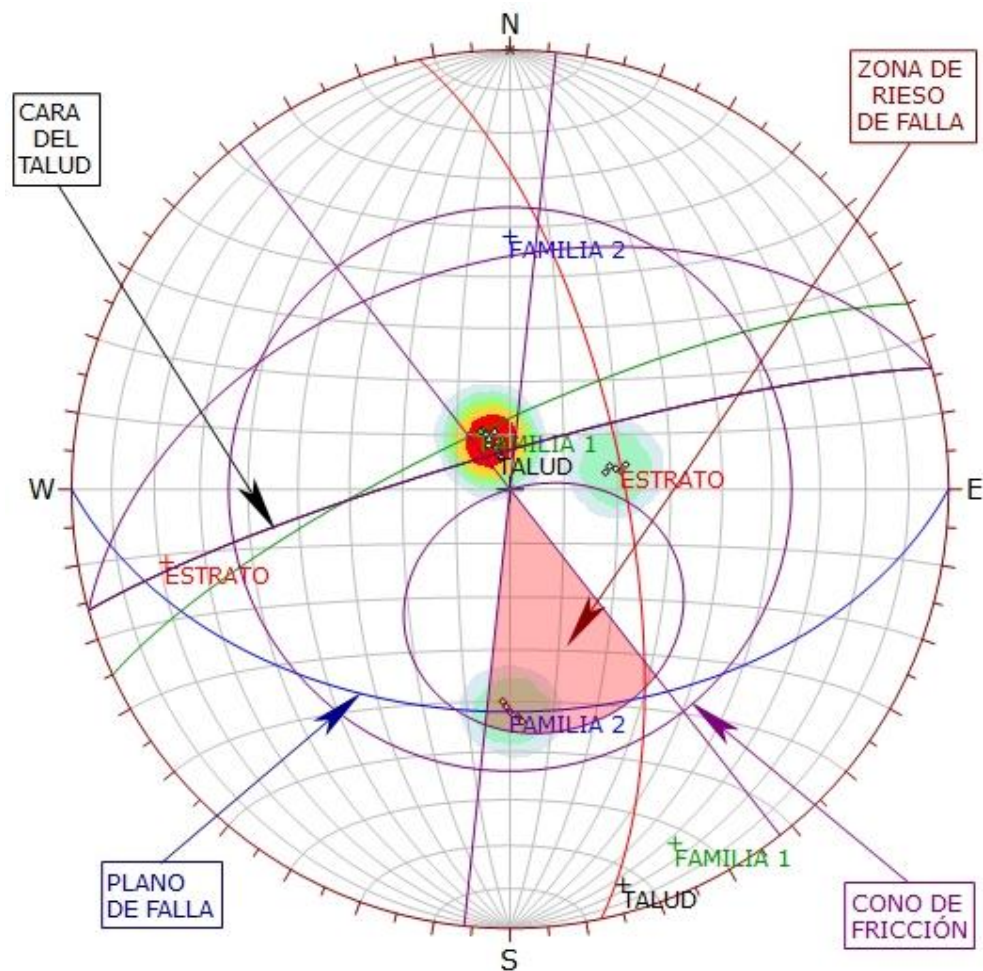 N
CARA
DEL
TALUD
ZONA DE
RIESO
DE FALLA
FAMILIA 2
FAMILIA 1
TALUD
ESTRATO
W
E
ESTRATO
FAMILIA 2
PLANO
DE FALLA
FAMILIA 1
TALUD
CONO DE
FRICCIÓN
S